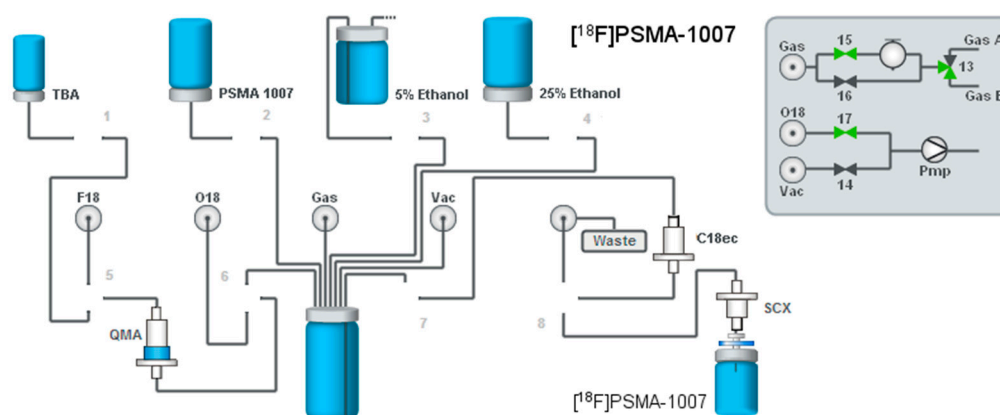 [18F]PSMA-1007
TBA
PSMA 1007
5% Ethanol
25% Ethanol
1
2
3
4
F18
O18
Gas
Vac
Waste
C18ec
5
6
7
8
QMA
SCX
[18F]PSMA-1007
Gas
15
Gas A
13
16
Gas
O18
17
Vac
14
Pmp